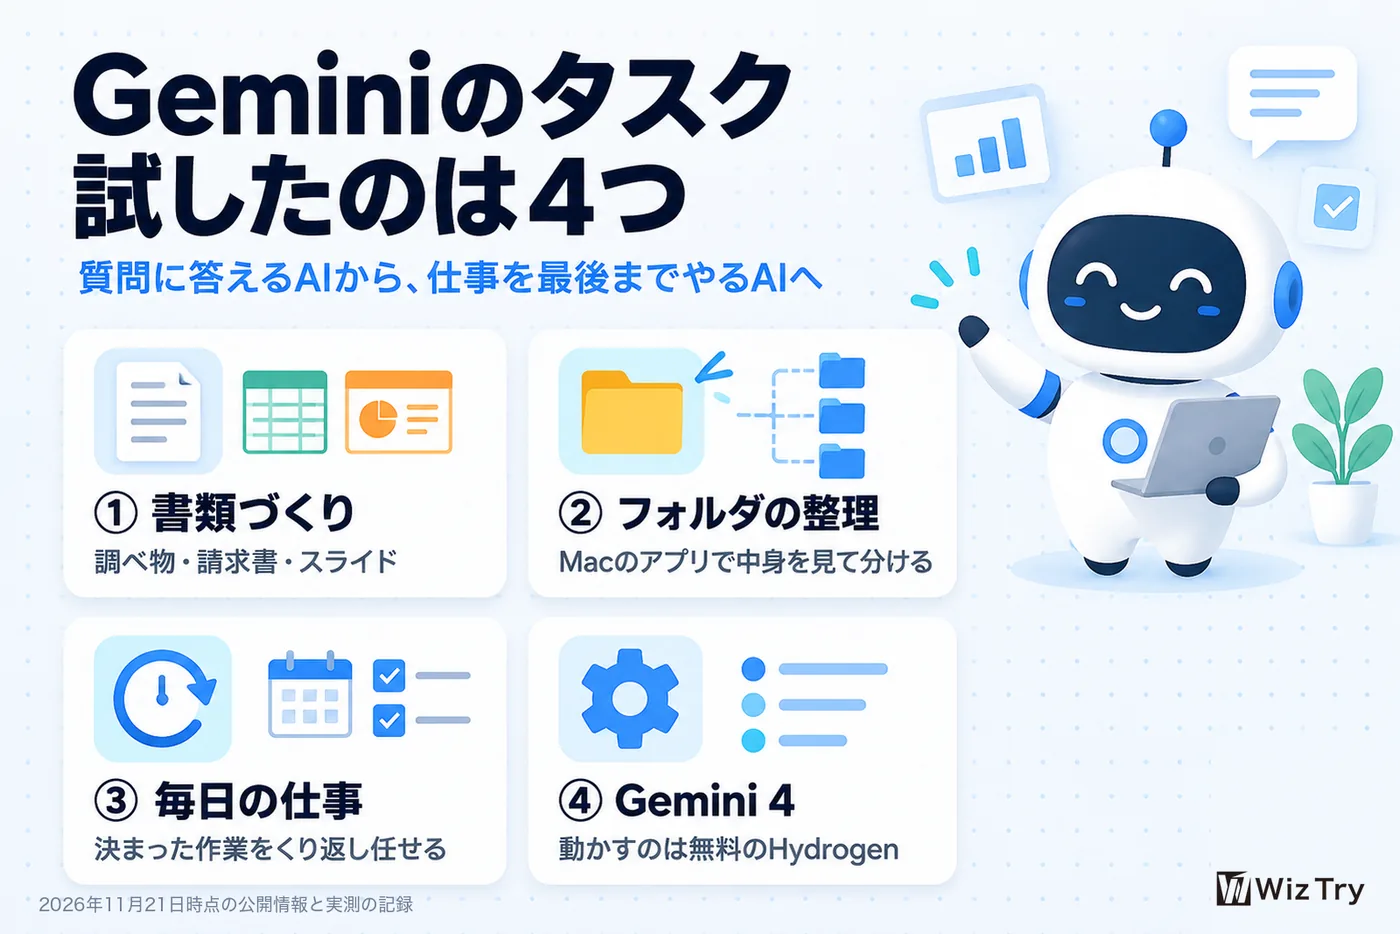 Geminiのタスク
試したのは4つ
質問に答えるAIから、仕事を最後までやるAIへ
① 書類づくり
調べ物・請求書・スライド
② フォルダの整理
Macのアプリで中身を見て分ける
③ 毎日の仕事
決まった作業をくり返し任せる
④ Gemini 4
動かすのは無料のHydrogen
2026年11月21日時点の公開情報と実測の記録
Wiz Try